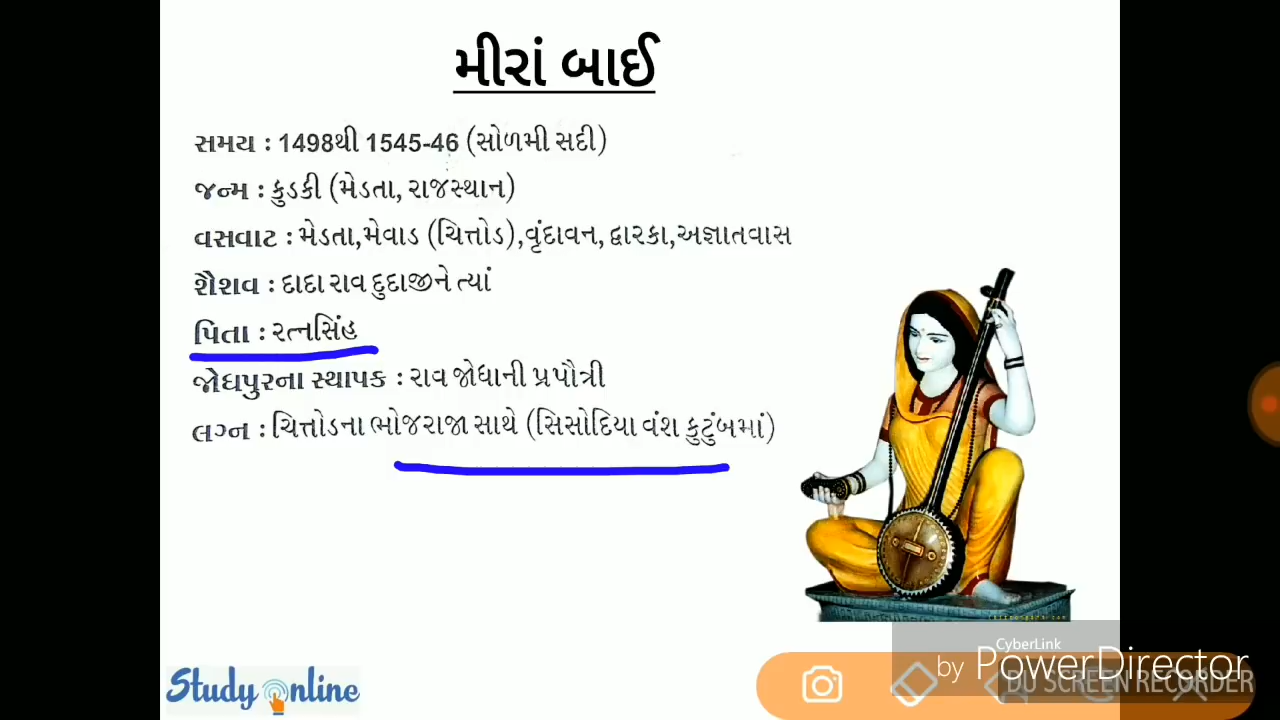 મીરાં બાઈ
સમય : 1498થી 1545-46 (સોળમી સદી)
જન્મ : કુડકી (મેડતા, રાજસ્થાન)
વસવાટ : મેડતા,મેવાડ (ચિત્તોડ),વૃંદાવન, દ્વારકા,અજ્ઞાતવાસ
શૈશવ : દાદા રાવ દુદાજીને ત્યાં
પિતા : રત્નસિંહ
જોધપુરના સ્થાપક : રાવ જોધાની પ્રપૌત્રી
લગ્ન : ચિત્તોડના ભોજરાજા સાથે (સિસોદિયા વંશ કુટુંબમાં)
Study Online
CyberLink
by PowerDirector
DU SCREEN RECORDER